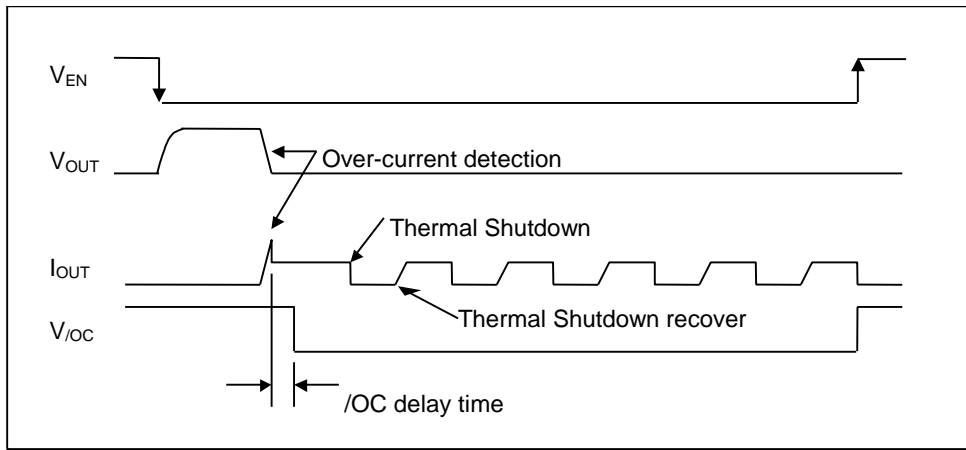 VEN
VOUT
Over-current detection
Thermal Shutdown
IOUT
Thermal Shutdown recover
V/OC
/OC delay time